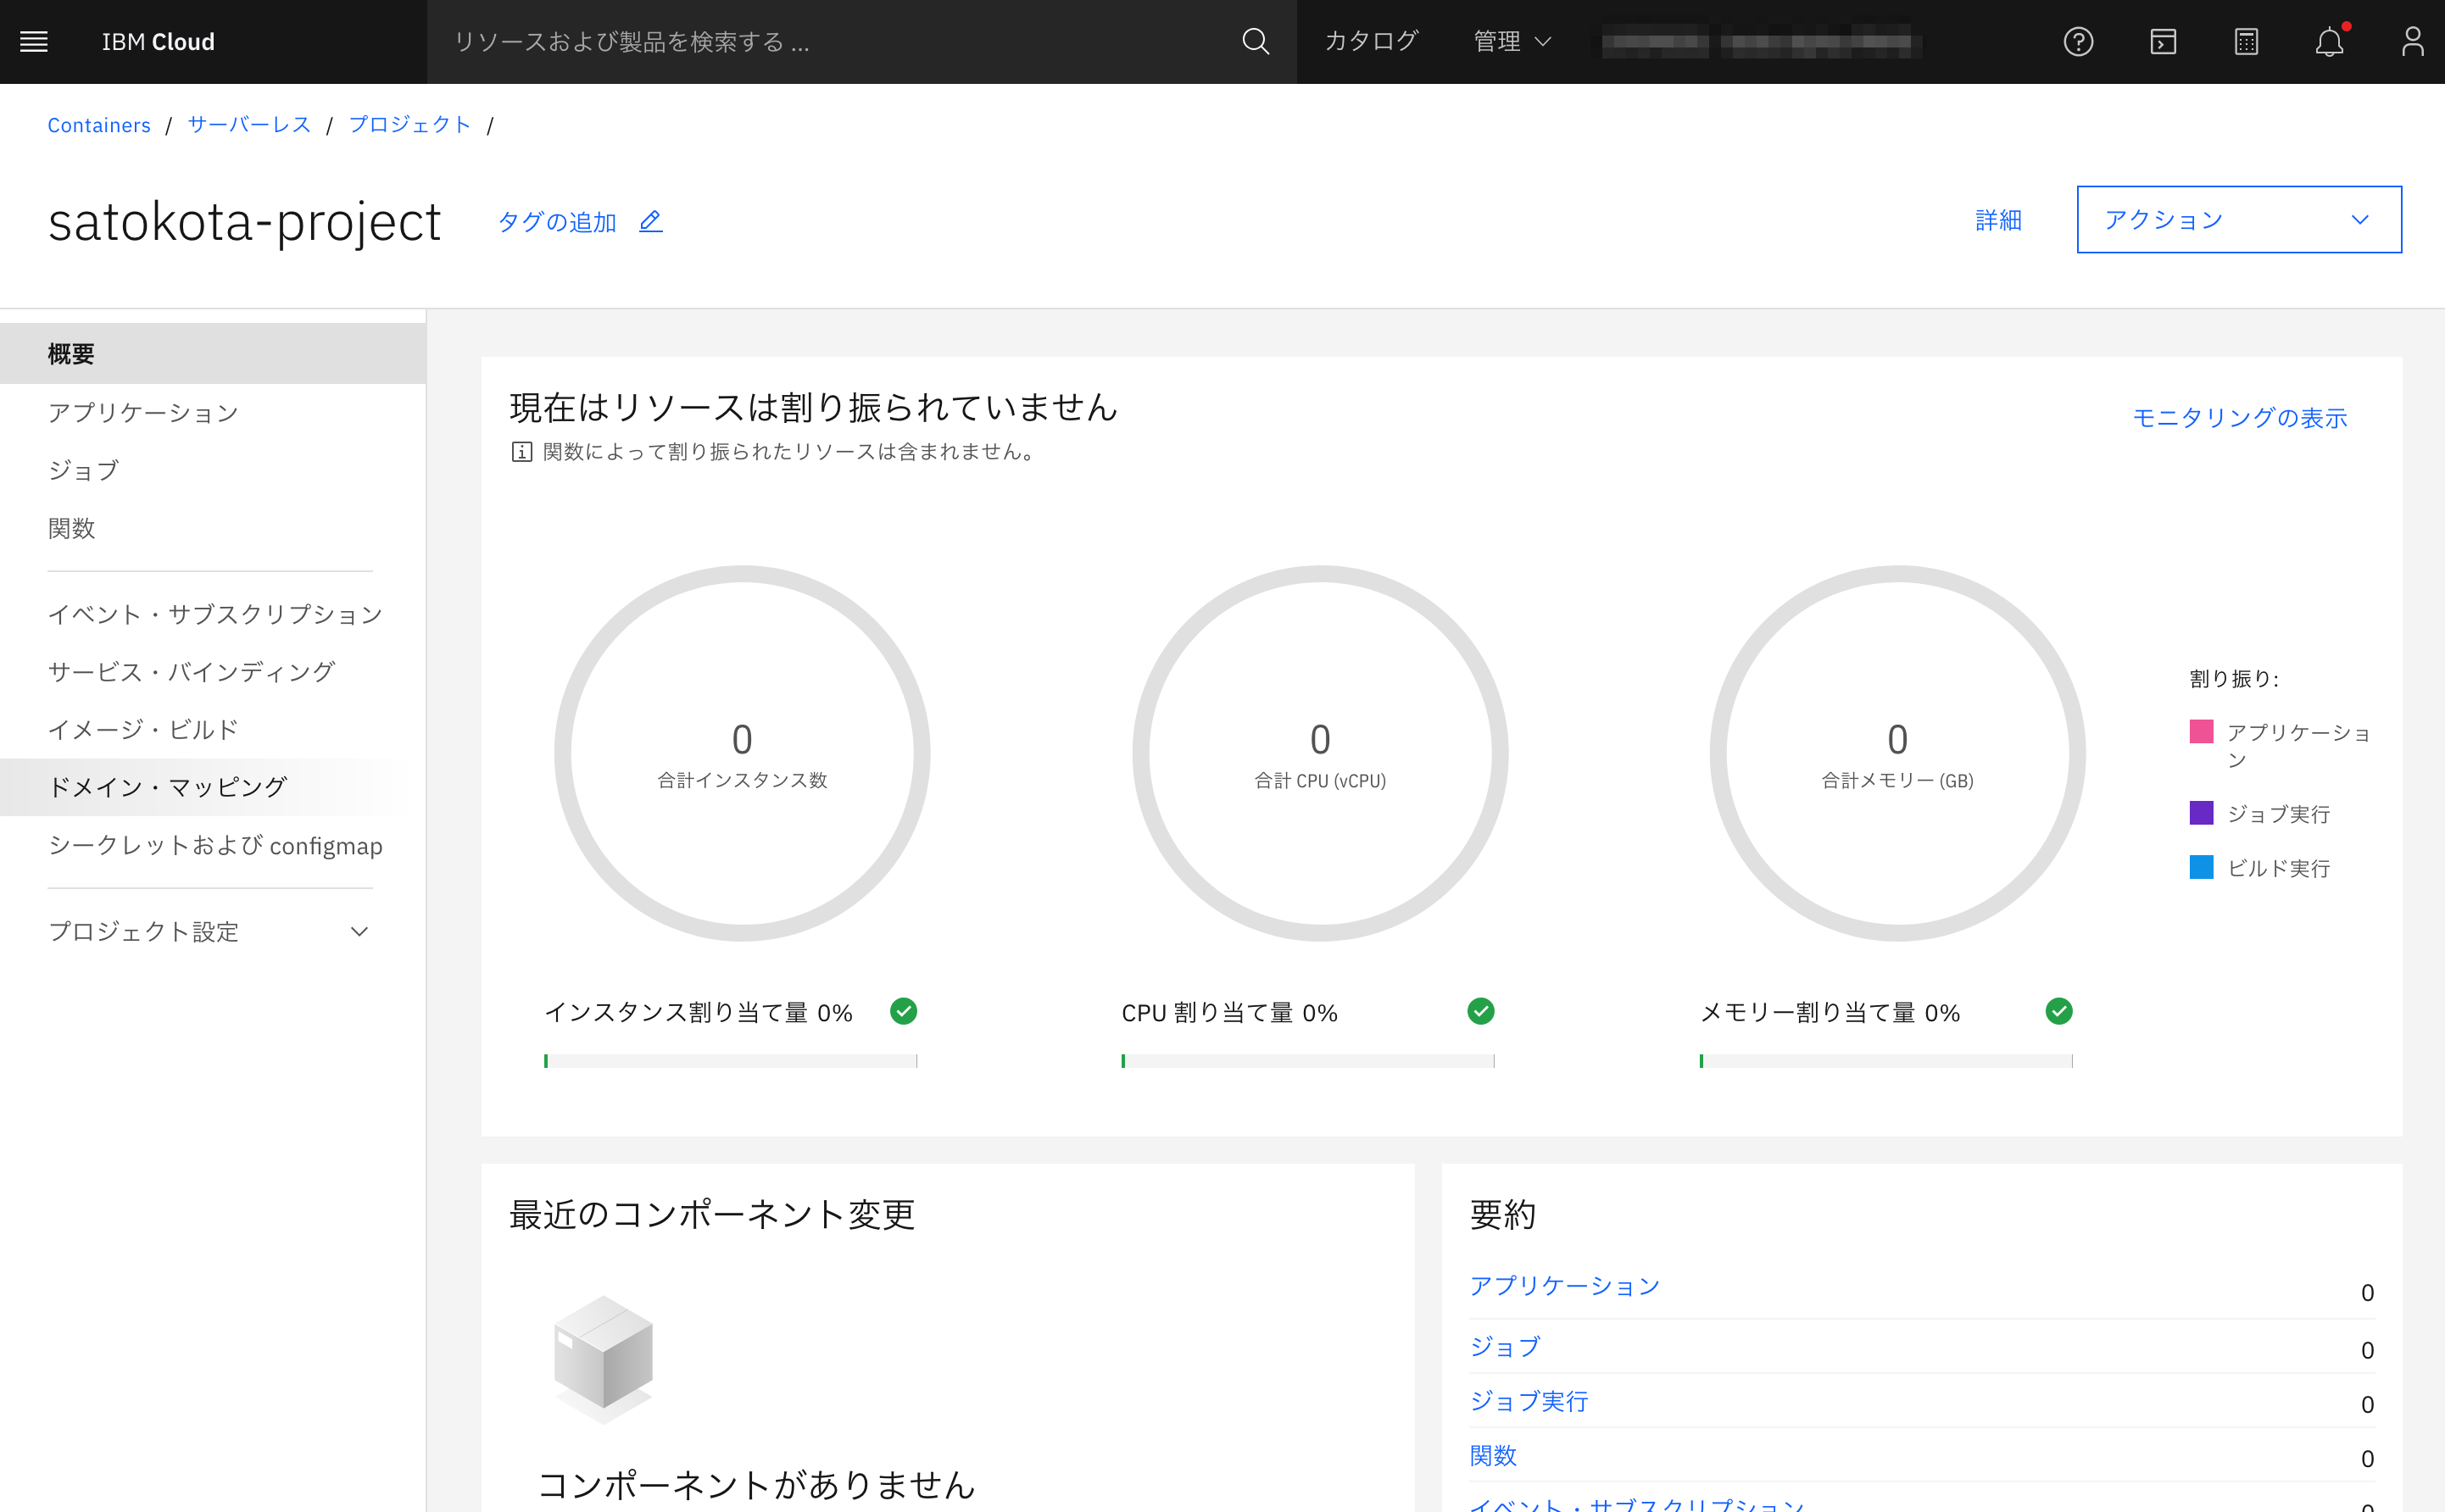 IBM Cloud
リソースおよび製品を検索する ...
カタログ
管理
Containers / サーバーレス / プロジェクト /
satokota-project
タグの追加
詳細
アクション
概要
アプリケーション
ジョブ
関数
イベント・サブスクリプション
サービス・バインディング
イメージ・ビルド
ドメイン・マッピング
シークレットおよび configmap
プロジェクト設定
現在はリソースは割り振られていません
モニタリングの表示
関数によって割り振られたリソースは含まれません。
0
合計インスタンス数
0
合計 CPU (vCPU)
0
合計メモリー (GB)
割り振り:
アプリケーショ
ン
ジョブ実行
ビルド実行
インスタンス割り当て量 0%
CPU 割り当て量 0%
メモリー割り当て量 0%
最近のコンポーネント変更
コンポーネントがありません
要約
アプリケーション 0
ジョブ 0
ジョブ実行 0
関数 0
イベント・サブスクリプション 0